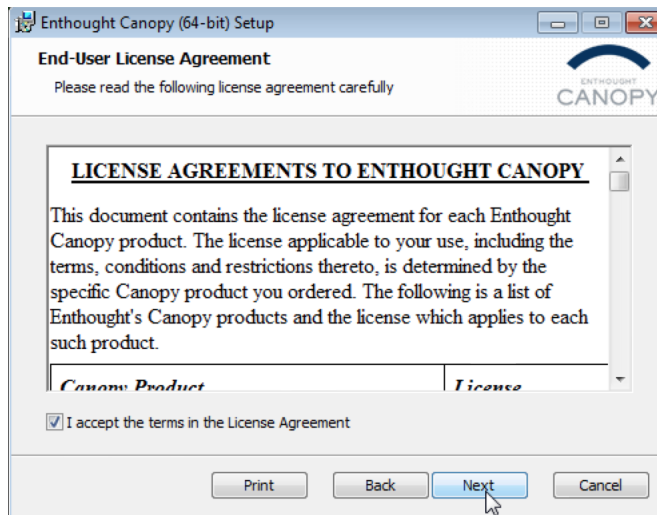 Enthought Canopy (64-bit) Setup
End-User License Agreement
Please read the following license agreement carefully
ENTHOUGHT
CANOPY
LICENSE AGREEMENTS TO ENTHOUGHT CANOPY
This document contains the license agreement for each Enthought
Canopy product. The license applicable to your use, including the
terms, conditions and restrictions thereto, is determined by the
specific Canopy product you ordered. The following is a list of
Enthought's Canopy products and the license which applies to each
such product.
Canopy Product License
I accept the terms in the License Agreement
Print Back Next Cancel